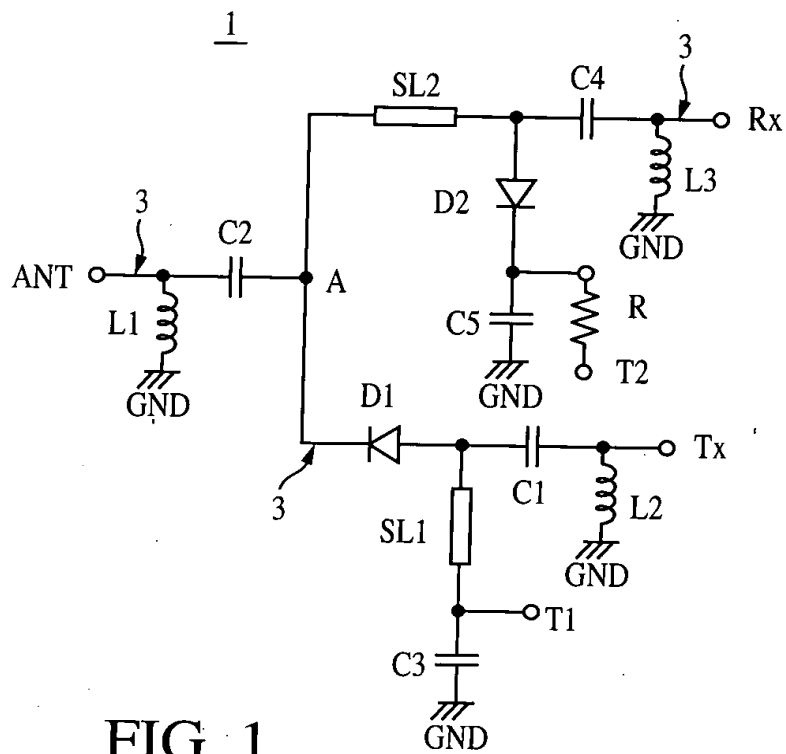 1
SL2
C4
3
Rx
L3
D2
GND
3
C2
ANT
A
L1
C5
R
GND
GND
T2
D1
Tx
C1
3
SL1
L2
GND
T1
C3
GND
FIG. 1